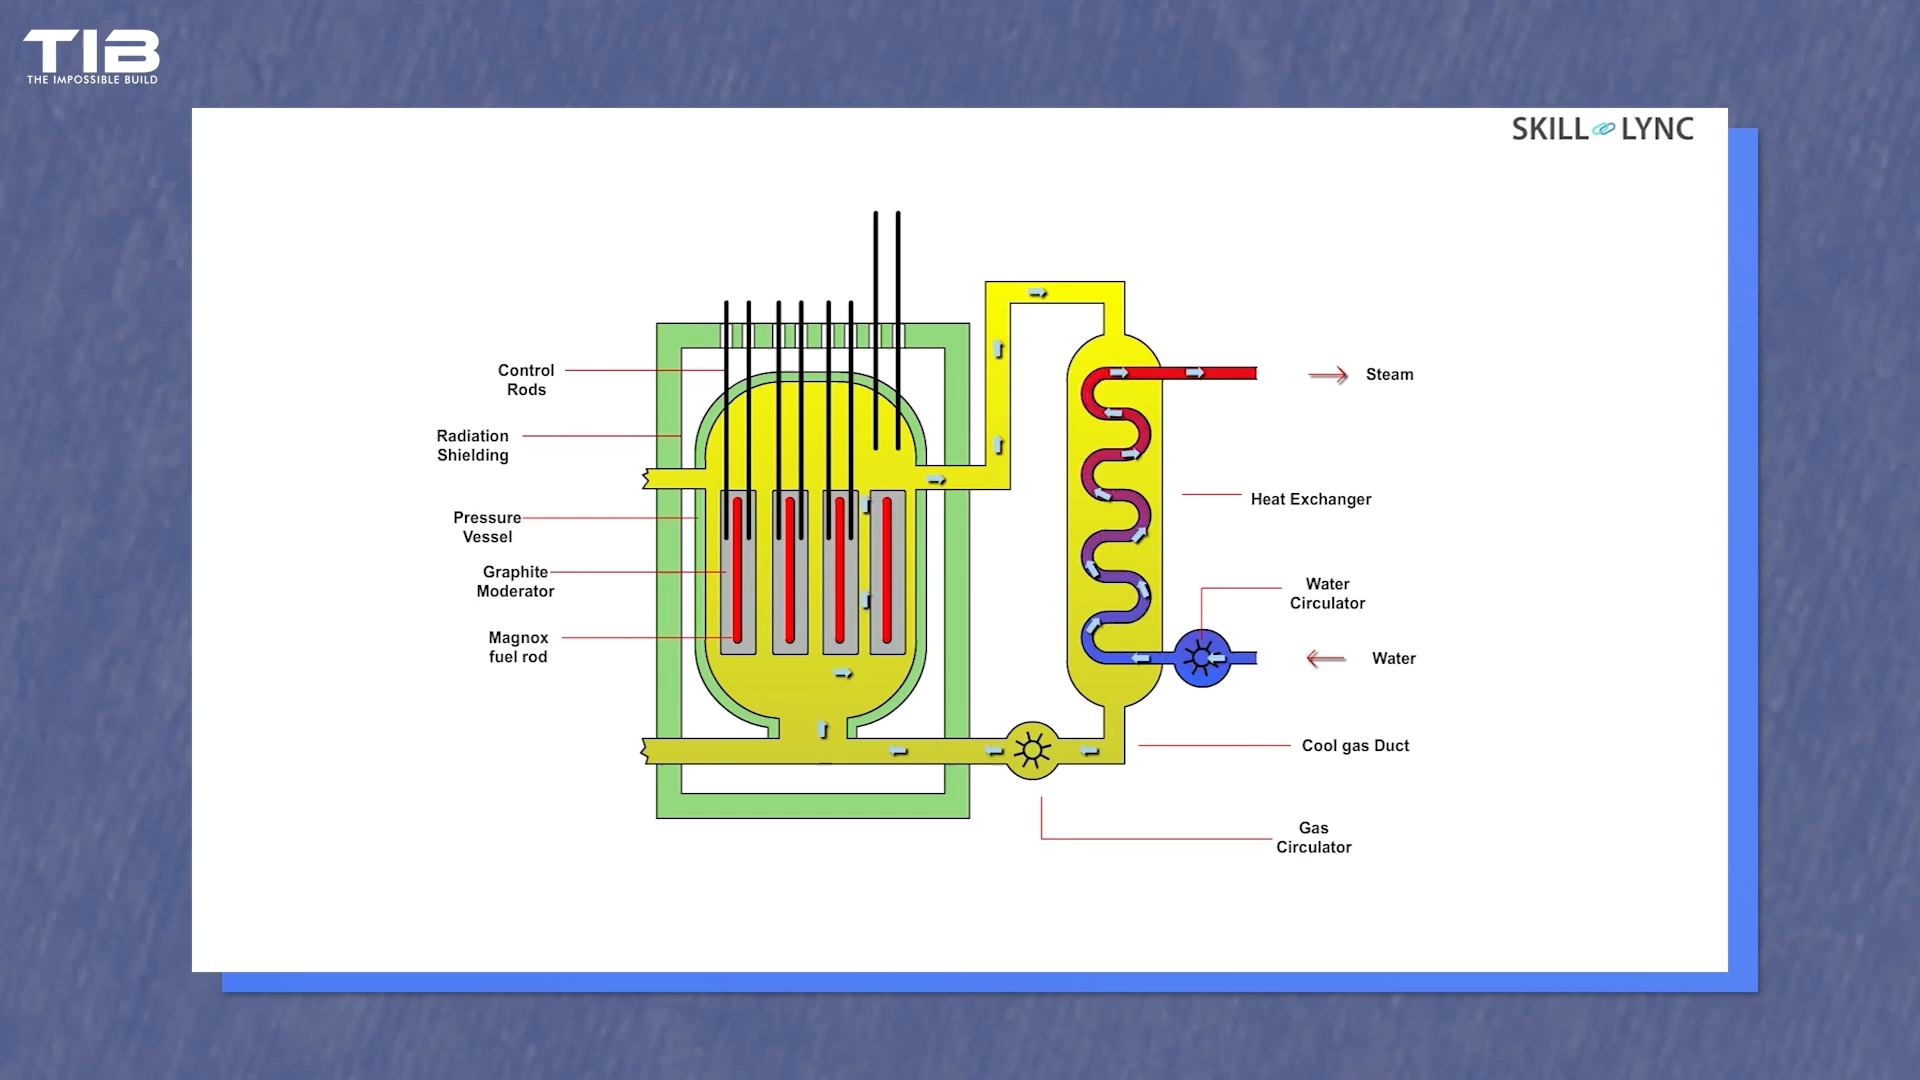 TIB
THE IMPOSSIBLE BUILD
SKILL LYNC
Control
Rods
Radiation
Shielding
Pressure
Vessel
Graphite
Moderator
Magnox
fuel rod
Steam
Heat Exchanger
Water
Circulator
Water
Cool gas Duct
Gas
Circulator